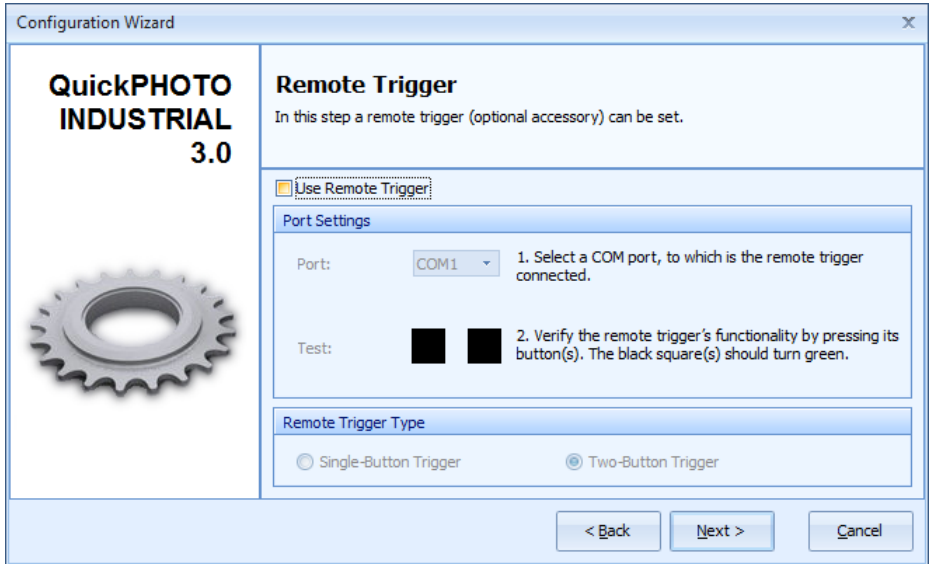 Configuration Wizard
QuickPHOTO
INDUSTRIAL
3.0
Remote Trigger
In this step a remote trigger (optional accessory) can be set.
Use Remote Trigger
Port Settings
Port:
COM1
1. Select a COM port, to which is the remote trigger
connected.
Test:
2. Verify the remote trigger's functionality by pressing its
button(s). The black square(s) should turn green.
Remote Trigger Type
Single-Button Trigger
Two-Button Trigger
< Back
Next >
Cancel